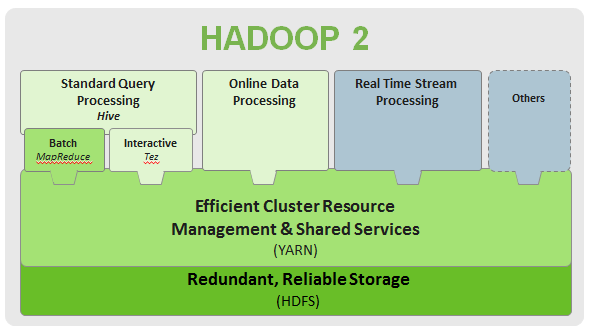 HADOOP 2
Standard Query
Processing
Hive
Online Data
Processing
Real Time Stream
Processing
Others
Batch
MapReduce
Interactive
Tez
Efficient Cluster Resource
Management & Shared Services
(YARN)
Redundant, Reliable Storage
(HDFS)